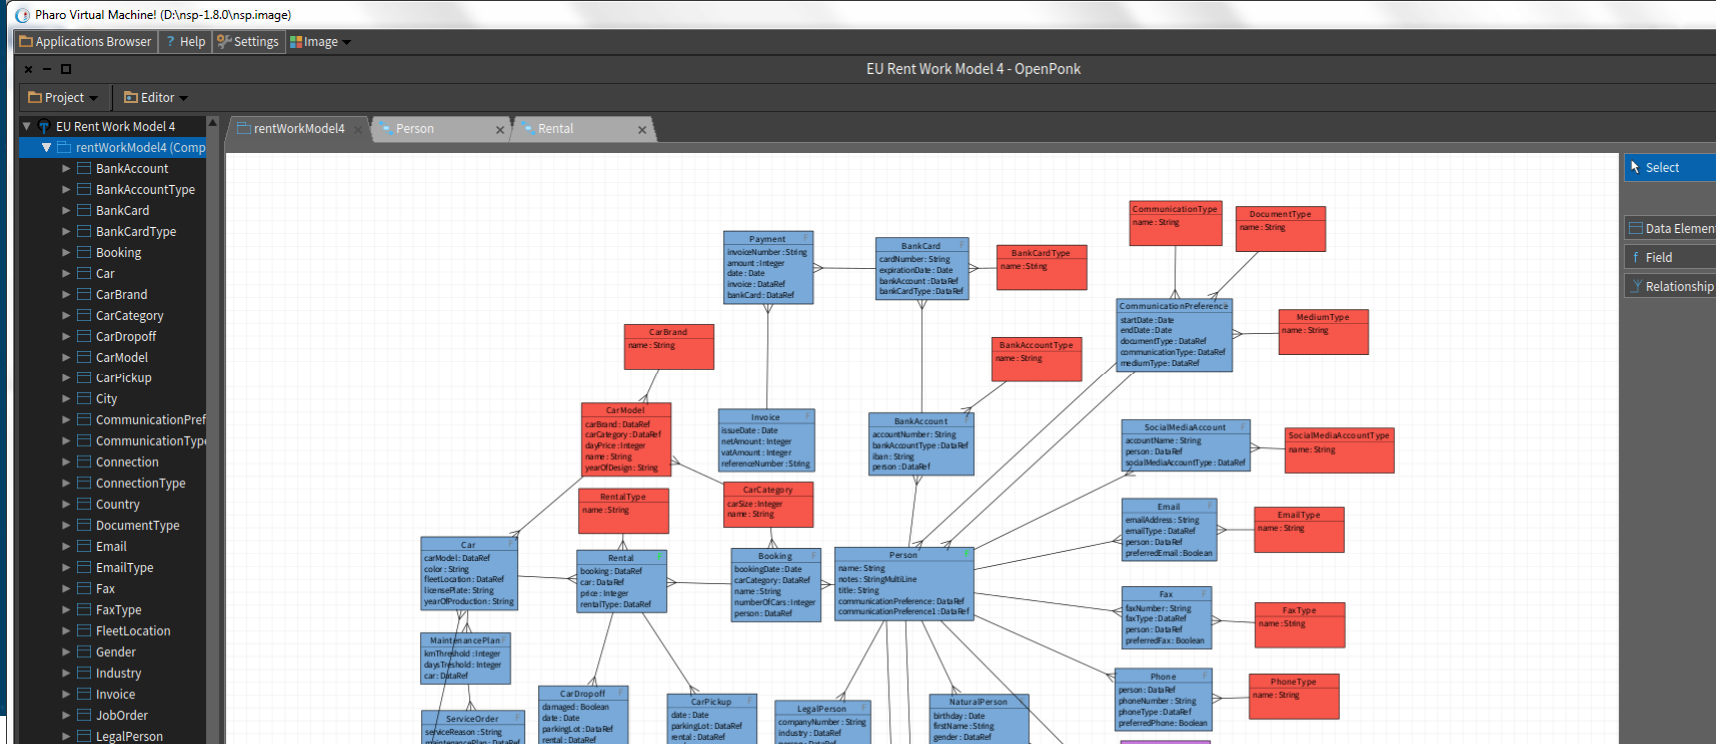 Pharo Virtual Machine! (D:\nsp-1.8.0\nsp.image)
Applications Browser
? Help
Settings
Image
EU Rent Work Model 4 - OpenPonk
Project
Editor
EU Rent Work Model 4
rentWorkModel4 (Comp
BankAccount
BankAccountType
BankCard
BankCardType
Booking
Car
CarBrand
CarCategory
CarDropoff
CarModel
CarPickup
City
CommunicationPref
CommunicationType
Connection
ConnectionType
Country
DocumentType
Email
EmailType
Fax
FaxType
FleetLocation
Gender
Industry
Invoice
JobOrder
LegalPerson
rentWorkModel4
Person
Rental
Select
Data Elemen
f Field
Relationship
CommunicationType
name : String
DocumentType
name : String
Payment
invoiceNumber : String
amount : Integer
date : Date
invoice : DataRef
bankCard : DataRef
BankCard
cardNumber : String
expirationDate : Date
bankAccount : DataRef
bankCardType : DataRef
BankCardType
name : String
CommunicationPreference
startDate : Date
endDate : Date
documentType : DataRef
communicationType : DataRef
mediumType : DataRef
MediumType
name : String
CarBrand
name : String
BankAccountType
name : String
CarModel
carBrand : DataRef
carCategory : DataRef
dayPrice : Integer
name : String
yearOfDesign : String
Invoice
issueDate : Date
netAmount : Integer
vatAmount : Integer
referenceNumber : String
BankAccount
accountNumber : String
bankAccountType : DataRef
iban : String
person : DataRef
SocialMediaAccount
accountName : String
person : DataRef
socialMediaAccountType : DataRef
SocialMediaAccountType
name : String
RentalType
name : String
CarCategory
carSize : Integer
name : String
Email
emailAddress : String
emailType : DataRef
person : DataRef
preferredEmail : Boolean
EmailType
name : String
Car
carModel : DataRef
color : String
fleetLocation : DataRef
licensePlate : String
yearOfProduction : String
Rental
booking : DataRef
car : DataRef
price : Integer
rentalType : DataRef
Booking
bookingDate : Date
carCategory : DataRef
name : String
numberOfCars : Integer
person : DataRef
Person
name : String
notes : StringMultiLine
title : String
communicationPreference : DataRef
communicationPreference1 : DataRef
Fax
faxNumber : String
faxType : DataRef
person : DataRef
preferredFax : Boolean
FaxType
name : String
MaintenancePlan
kmThreshold : Integer
daysTreshold : Integer
car : DataRef
Phone
person : DataRef
phoneNumber : String
phoneType : DataRef
preferredPhone : Boolean
PhoneType
name : String
CarDropoff
damaged : Boolean
date : Date
parkingLot : DataRef
rental : DataRef
CarPickup
date : Date
parkingLot : DataRef
rental : DataRef
LegalPerson
companyNumber : String
industry : DataRef
NaturalPerson
birthday : Date
firstName : String
gender : DataRef
ServiceOrder
serviceReason : String
maintenancePlan : DataRef